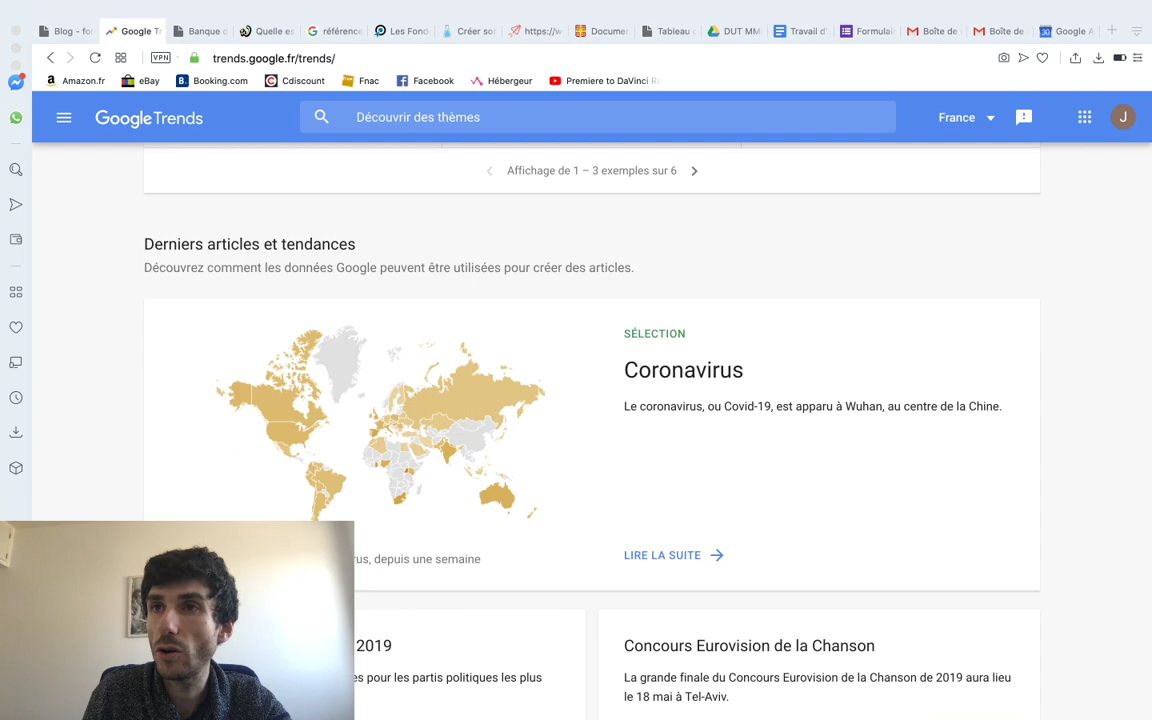 Blog - fo
Google Tr
Banque d
Quelle es
référence
Les Fond
Créer sor
https://w
Documer
Tableau
DUT MM
Travail d'
Formulai
Boîte de
Boîte de
Google A
VPN
trends.google.fr/trends/
Amazon.fr
eBay
Booking.com
Cdiscount
Fnac
Facebook
Hébergeur
Premiere to DaVinci Re
Google Trends
Découvrir des thèmes
France
J
Affichage de 1 – 3 exemples sur 6
Derniers articles et tendances
Découvrez comment les données Google peuvent être utilisées pour créer des articles.
SÉLECTION
Coronavirus
Le coronavirus, ou Covid-19, est apparu à Wuhan, au centre de la Chine.
rus, depuis une semaine
LIRE LA SUITE
2019
es pour les partis politiques les plus
Concours Eurovision de la Chanson
La grande finale du Concours Eurovision de la Chanson de 2019 aura lieu
le 18 mai à Tel-Aviv.